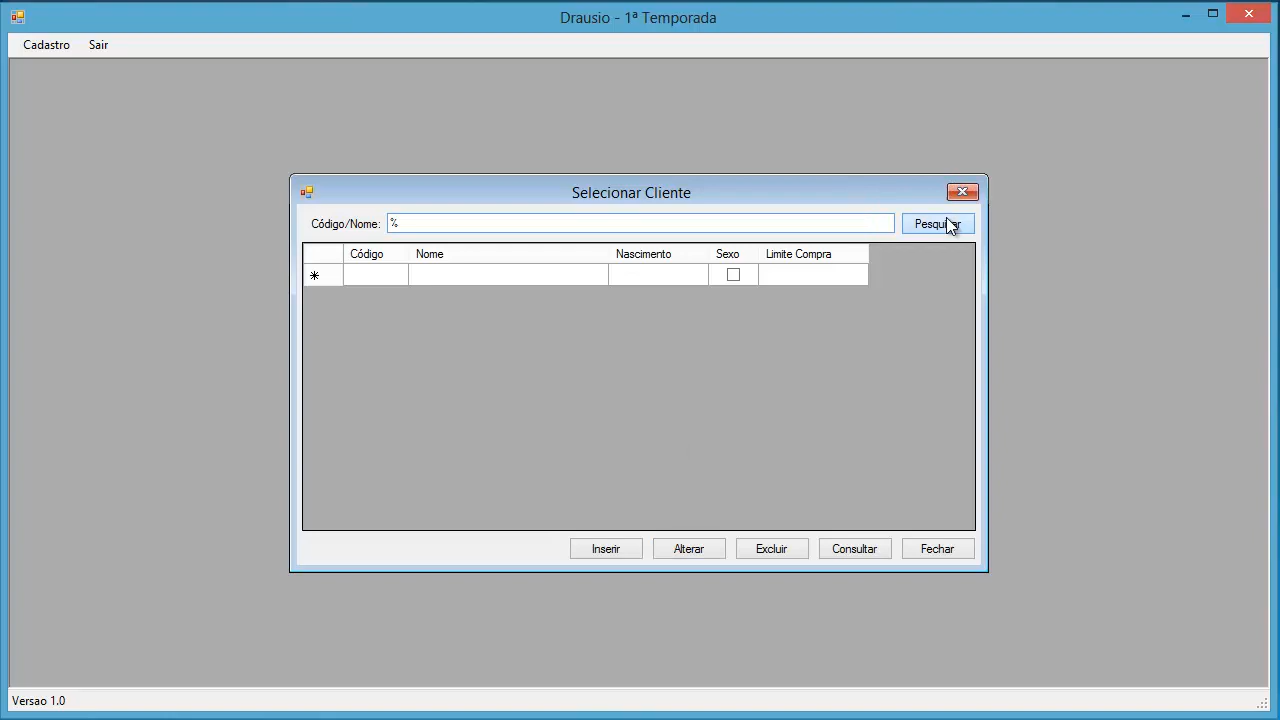 Drausio - 1ª Temporada
Cadastro Sair
Selecionar Cliente
Código/Nome: % Pesquisar
Código Nome Nascimento Sexo Limite Compra
Inserir Alterar Excluir Consultar Fechar
Versao 1.0